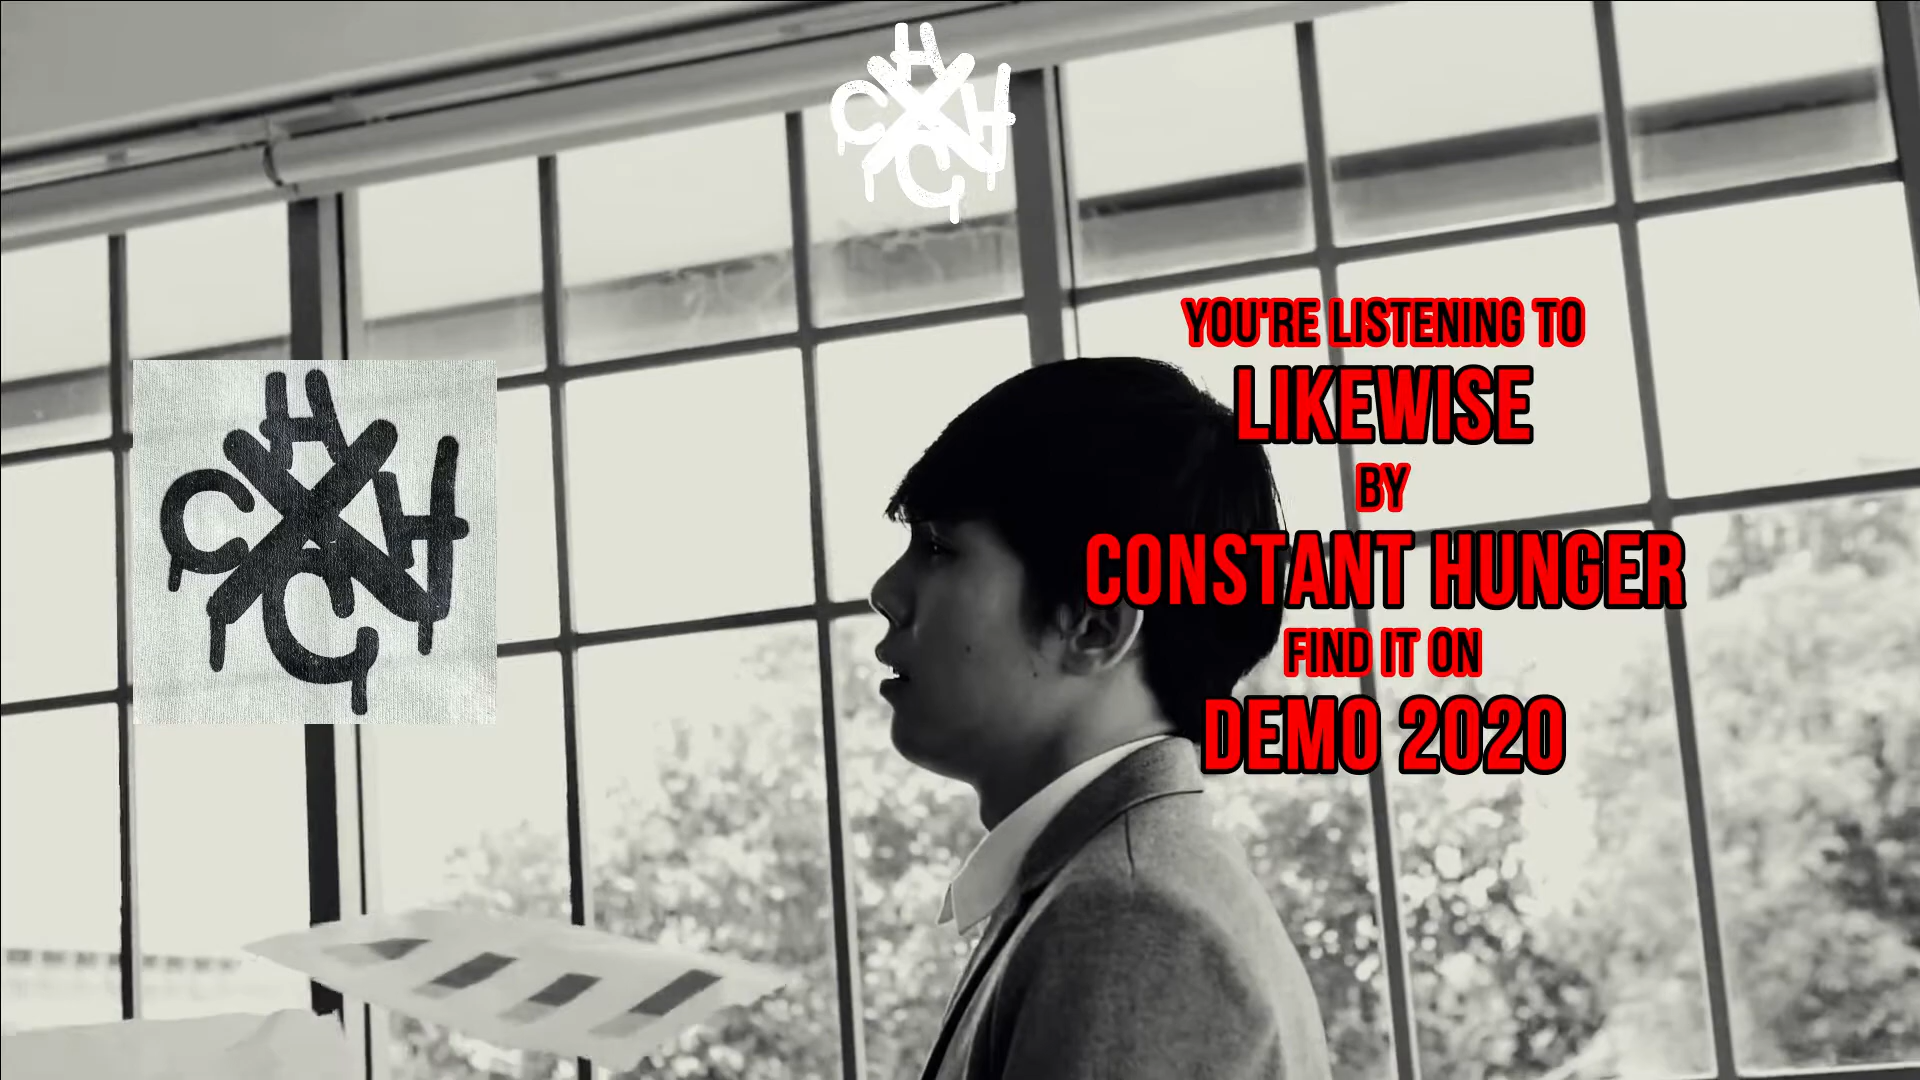 H
C H
C
H
C H
C
YOU'RE LISTENING TO
LIKEWISE
BY
CONSTANT HUNGER
FIND IT ON
DEMO 2020